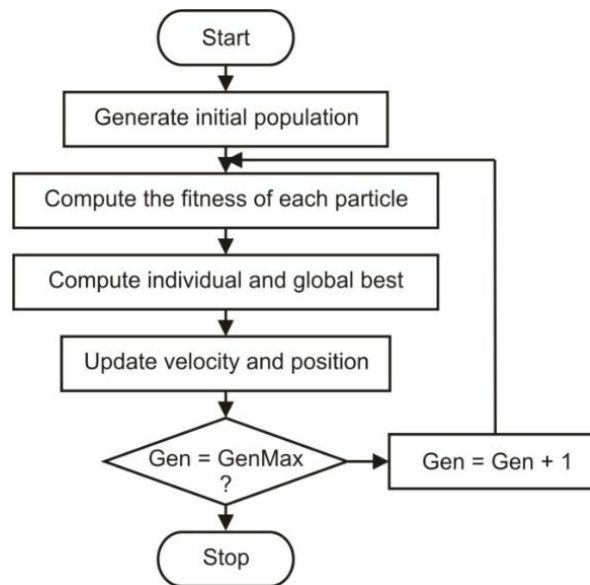 Start
Generate initial population
Compute the fitness of each particle
Compute individual and global best
Update velocity and position
Gen = GenMax
?
Gen = Gen + 1
Stop